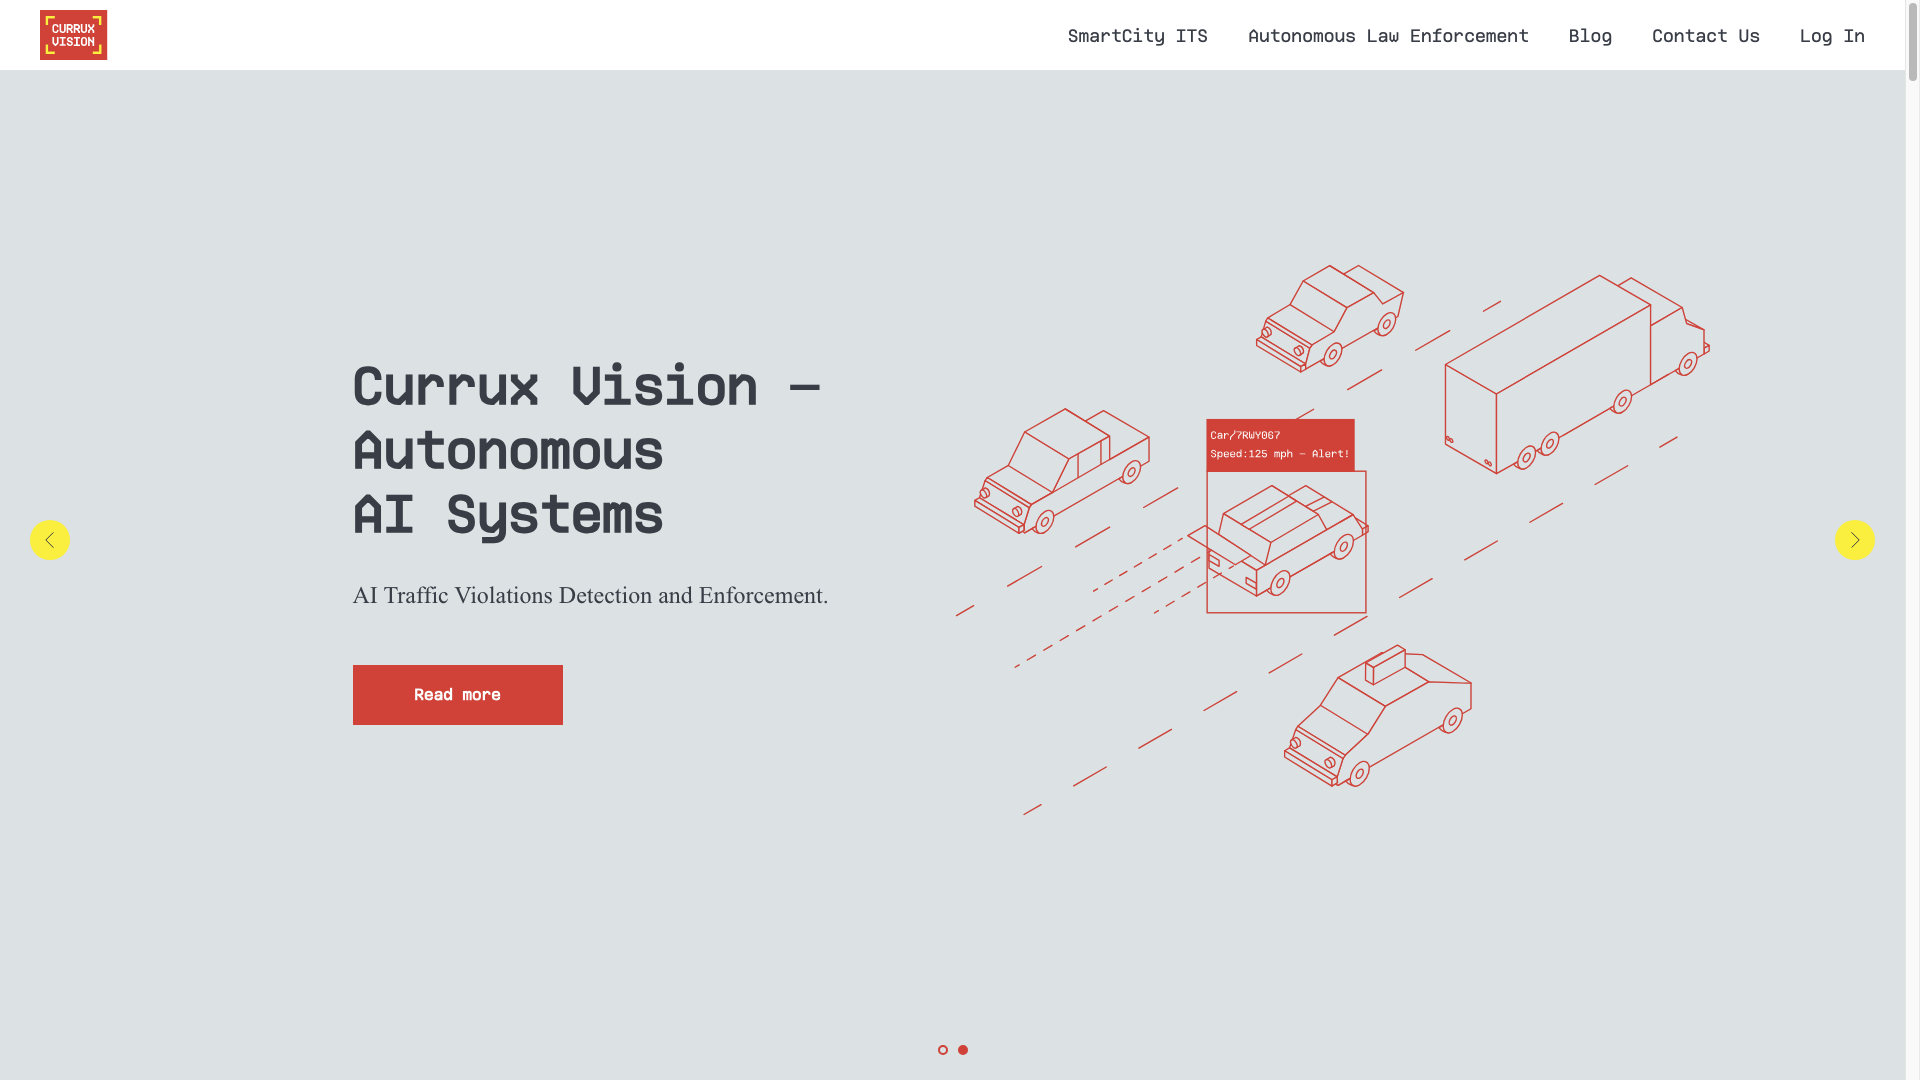 CURRUX
VISION
SmartCity ITS
Autonomous Law Enforcement
Blog
Contact Us
Log In
Currux Vision —
Autonomous
AI Systems
AI Traffic Violations Detection and Enforcement.
Read more
Car/7RWY067
Speed:125 mph – Alert!